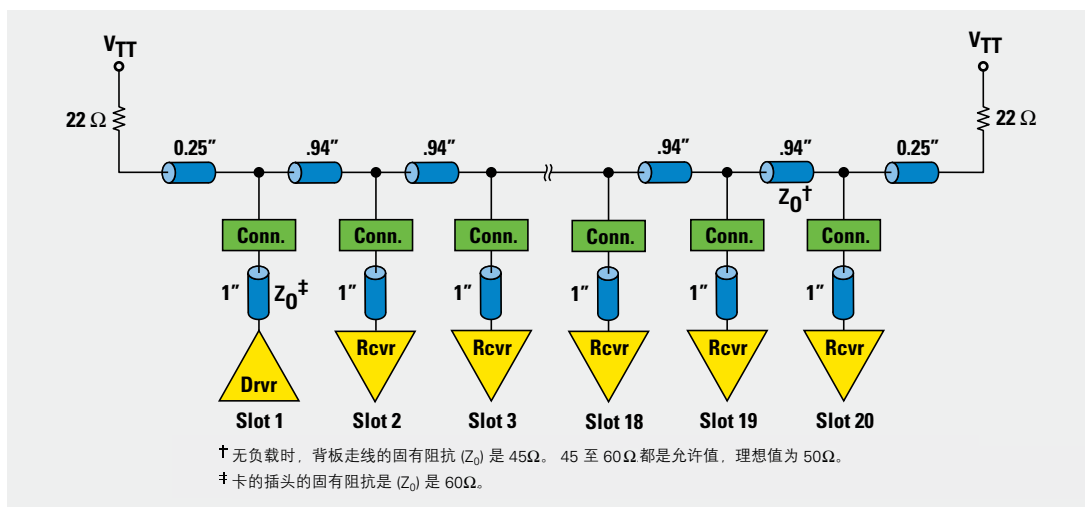 VTT VTT
22 Ω 22 Ω
0.25″ .94″ .94″ .94″ .94″ 0.25″
Z0†
Conn. Conn. Conn. Conn. Conn. Conn.
1″ Z0‡ 1″ 1″ 1″ 1″ 1″
Drvr Rcvr Rcvr Rcvr Rcvr Rcvr
Slot 1 Slot 2 Slot 3 Slot 18 Slot 19 Slot 20
† 无负载时，背板走线的固有阻抗 (Z0) 是 45Ω。 45 至 60Ω 都是允许值，理想值为 50Ω。
‡ 卡的插头的固有阻抗是 (Z0) 是 60Ω。